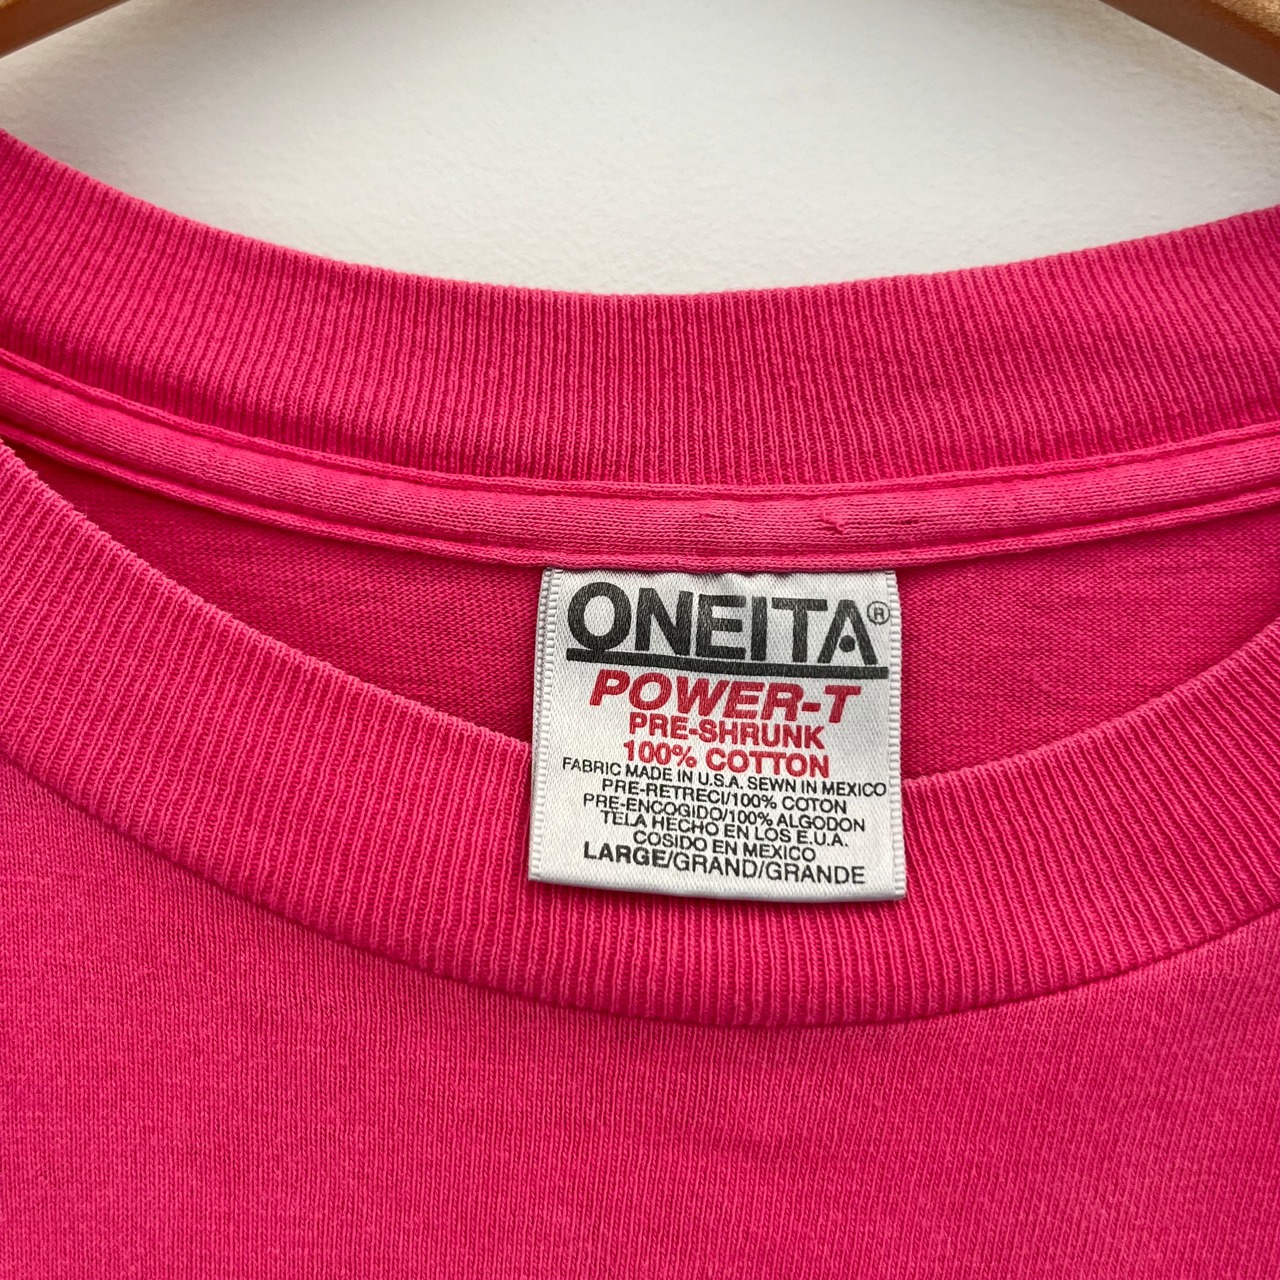 ONEITA®
POWER-T
PRE-SHRUNK
100% COTTON
FABRIC MADE IN U.S.A. SEWN IN MEXICO
PRE-RETRECI/100% COTON
PRE-ENCOGIDO/100% ALGODON
TELA HECHO EN LOS E.U.A.
COSIDO EN MEXICO
LARGE/GRAND/GRANDE